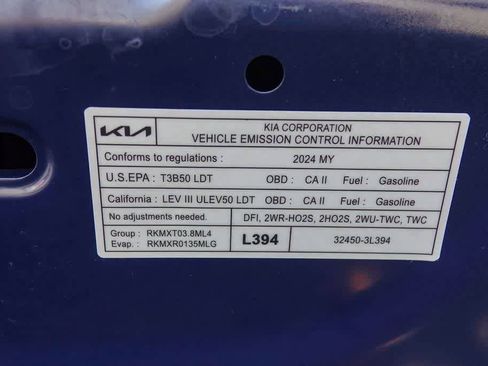 KIA
KIA CORPORATION
VEHICLE EMISSION CONTROL INFORMATION
Conforms to regulations : 2024 MY
U.S.EPA : T3B50 LDT OBD : CA II Fuel : Gasoline
California : LEV III ULEV50 LDT OBD : CA II Fuel : Gasoline
No adjustments needed. DFI, 2WR-HO2S, 2HO2S, 2WU-TWC, TWC
Group : RKMXT03.8ML4
Evap. : RKMXR0135MLG
L394 32450-3L394